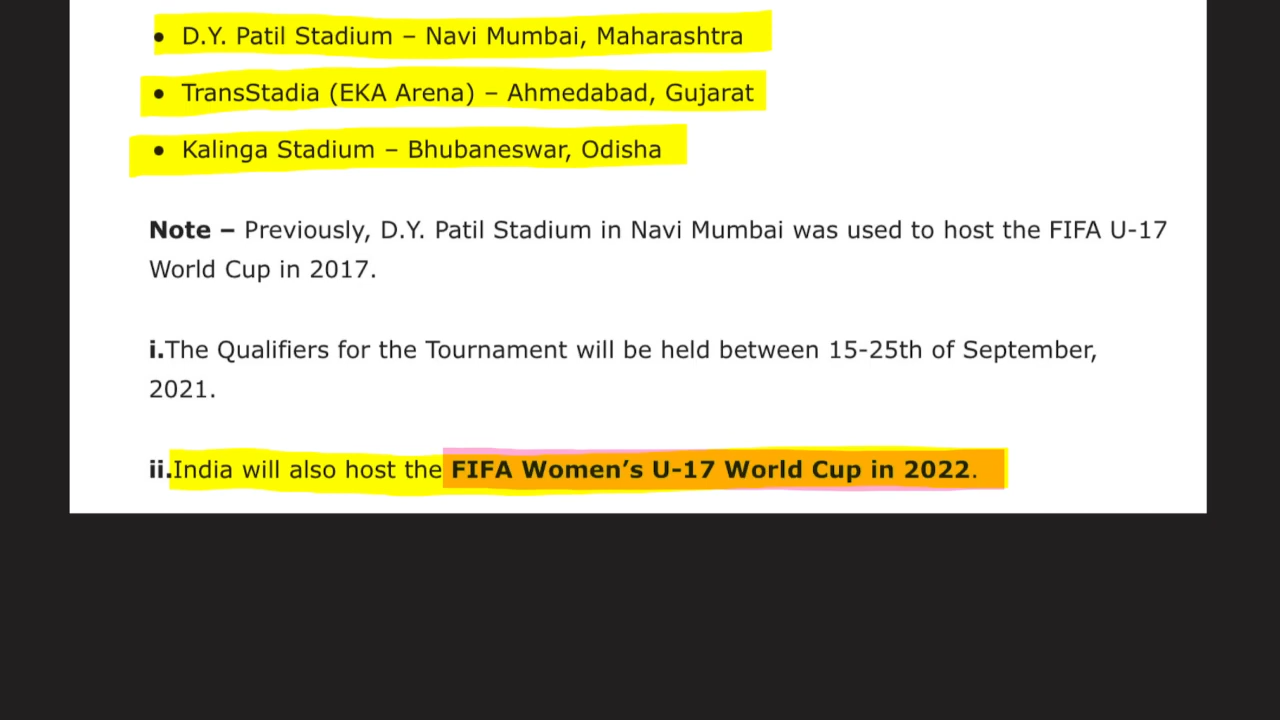 • D.Y. Patil Stadium – Navi Mumbai, Maharashtra
• TransStadia (EKA Arena) – Ahmedabad, Gujarat
• Kalinga Stadium – Bhubaneswar, Odisha
Note – Previously, D.Y. Patil Stadium in Navi Mumbai was used to host the FIFA U-17
World Cup in 2017.
i.The Qualifiers for the Tournament will be held between 15-25th of September,
2021.
ii.India will also host the FIFA Women’s U-17 World Cup in 2022.